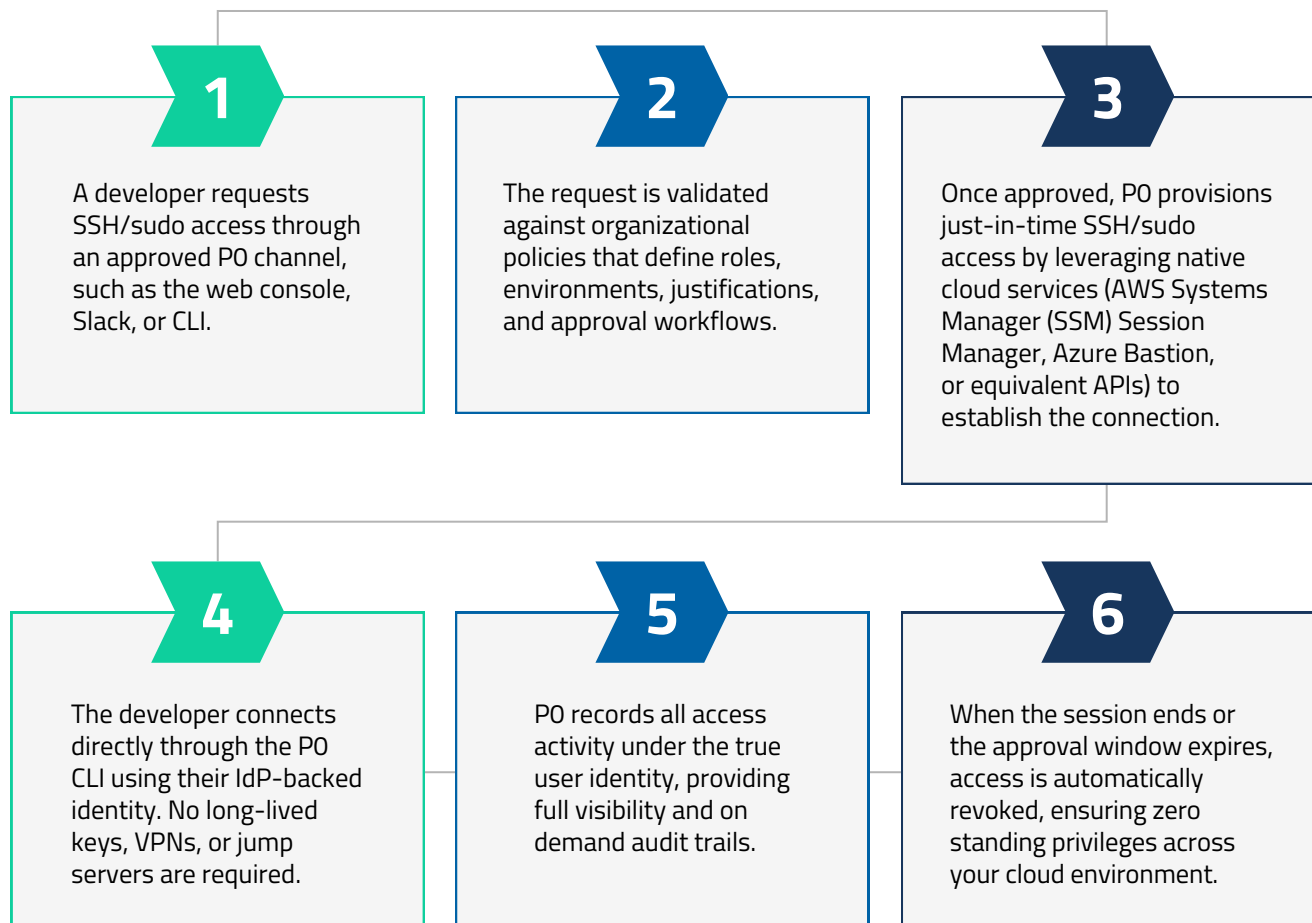 1
A developer requests
SSH/sudo access through
an approved P0 channel,
such as the web console,
Slack, or CLI.
2
The request is validated
against organizational
policies that define roles,
environments, justifications,
and approval workflows.
3
Once approved, P0 provisions
just-in-time SSH/sudo
access by leveraging native
cloud services (AWS Systems
Manager (SSM) Session
Manager, Azure Bastion,
or equivalent APIs) to
establish the connection.
4
The developer connects
directly through the P0
CLI using their IdP-backed
identity. No long-lived
keys, VPNs, or jump
servers are required.
5
P0 records all access
activity under the true
user identity, providing
full visibility and on
demand audit trails.
6
When the session ends or
the approval window expires,
access is automatically
revoked, ensuring zero
standing privileges across
your cloud environment.